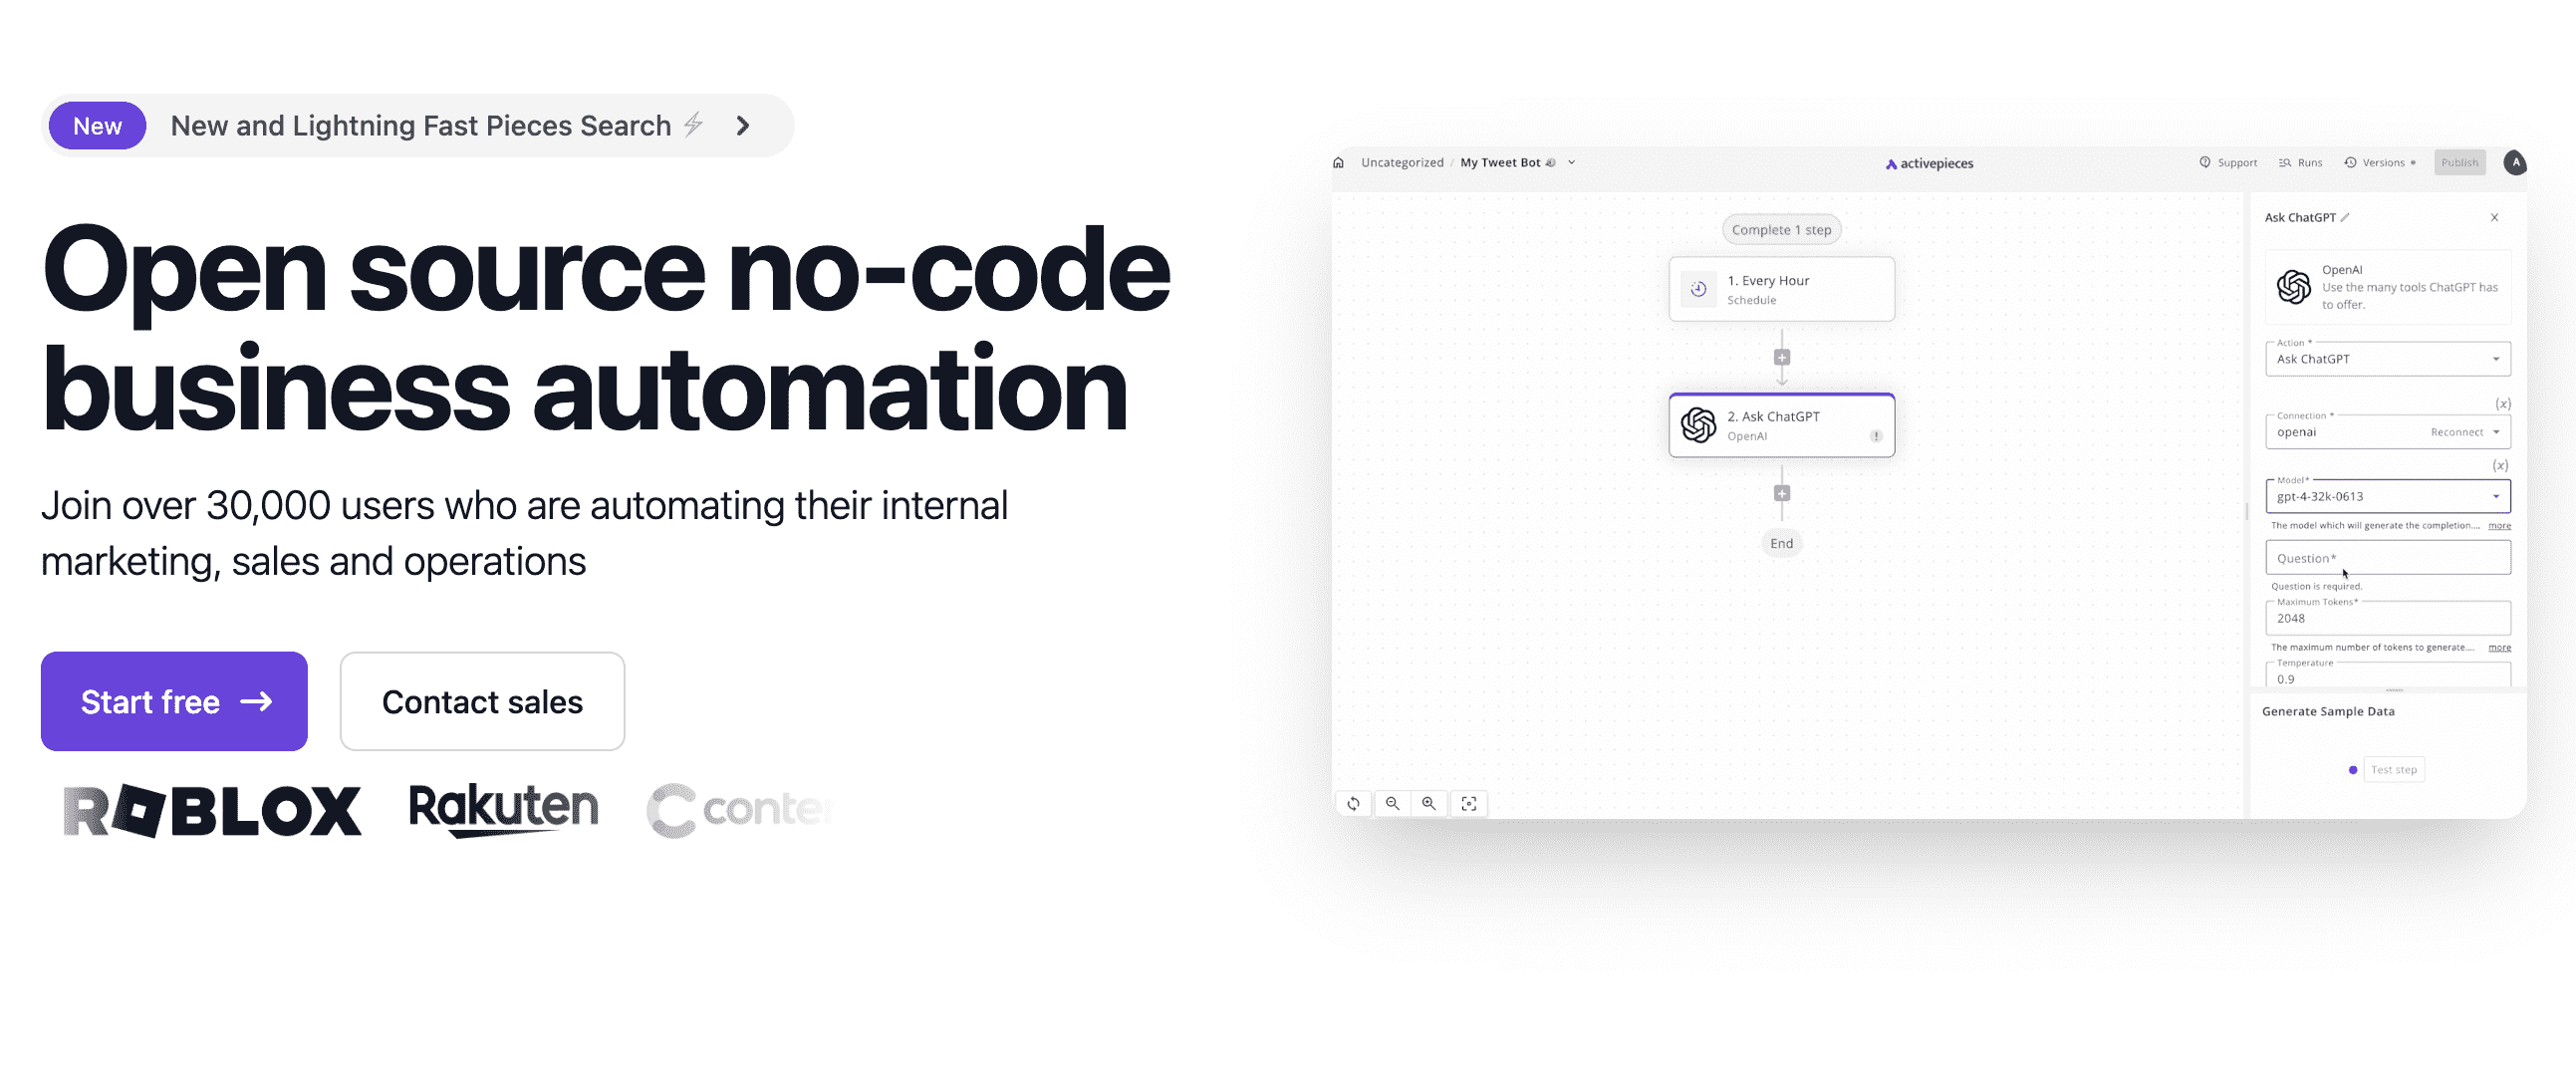 New New and Lightning Fast Pieces Search
Open source no-code
business automation
Join over 30,000 users who are automating their internal
marketing, sales and operations
Start free
Contact sales
ROBLOX Rakuten conte
Uncategorized / My Tweet Bot
activepieces
Support Runs Versions Publish A
Complete 1 step
1. Every Hour
Schedule
2. Ask ChatGPT
OpenAI
End
Ask ChatGPT
OpenAI
Use the many tools ChatGPT has
to offer.
Action *
Ask ChatGPT
(x)
Connection *
openai Reconnect
(x)
Model*
gpt-4-32k-0613
The model which will generate the completion.... more
Question*
Question is required.
Maximum Tokens*
2048
The maximum number of tokens to generate.... more
Temperature
0.9
Generate Sample Data
Test step